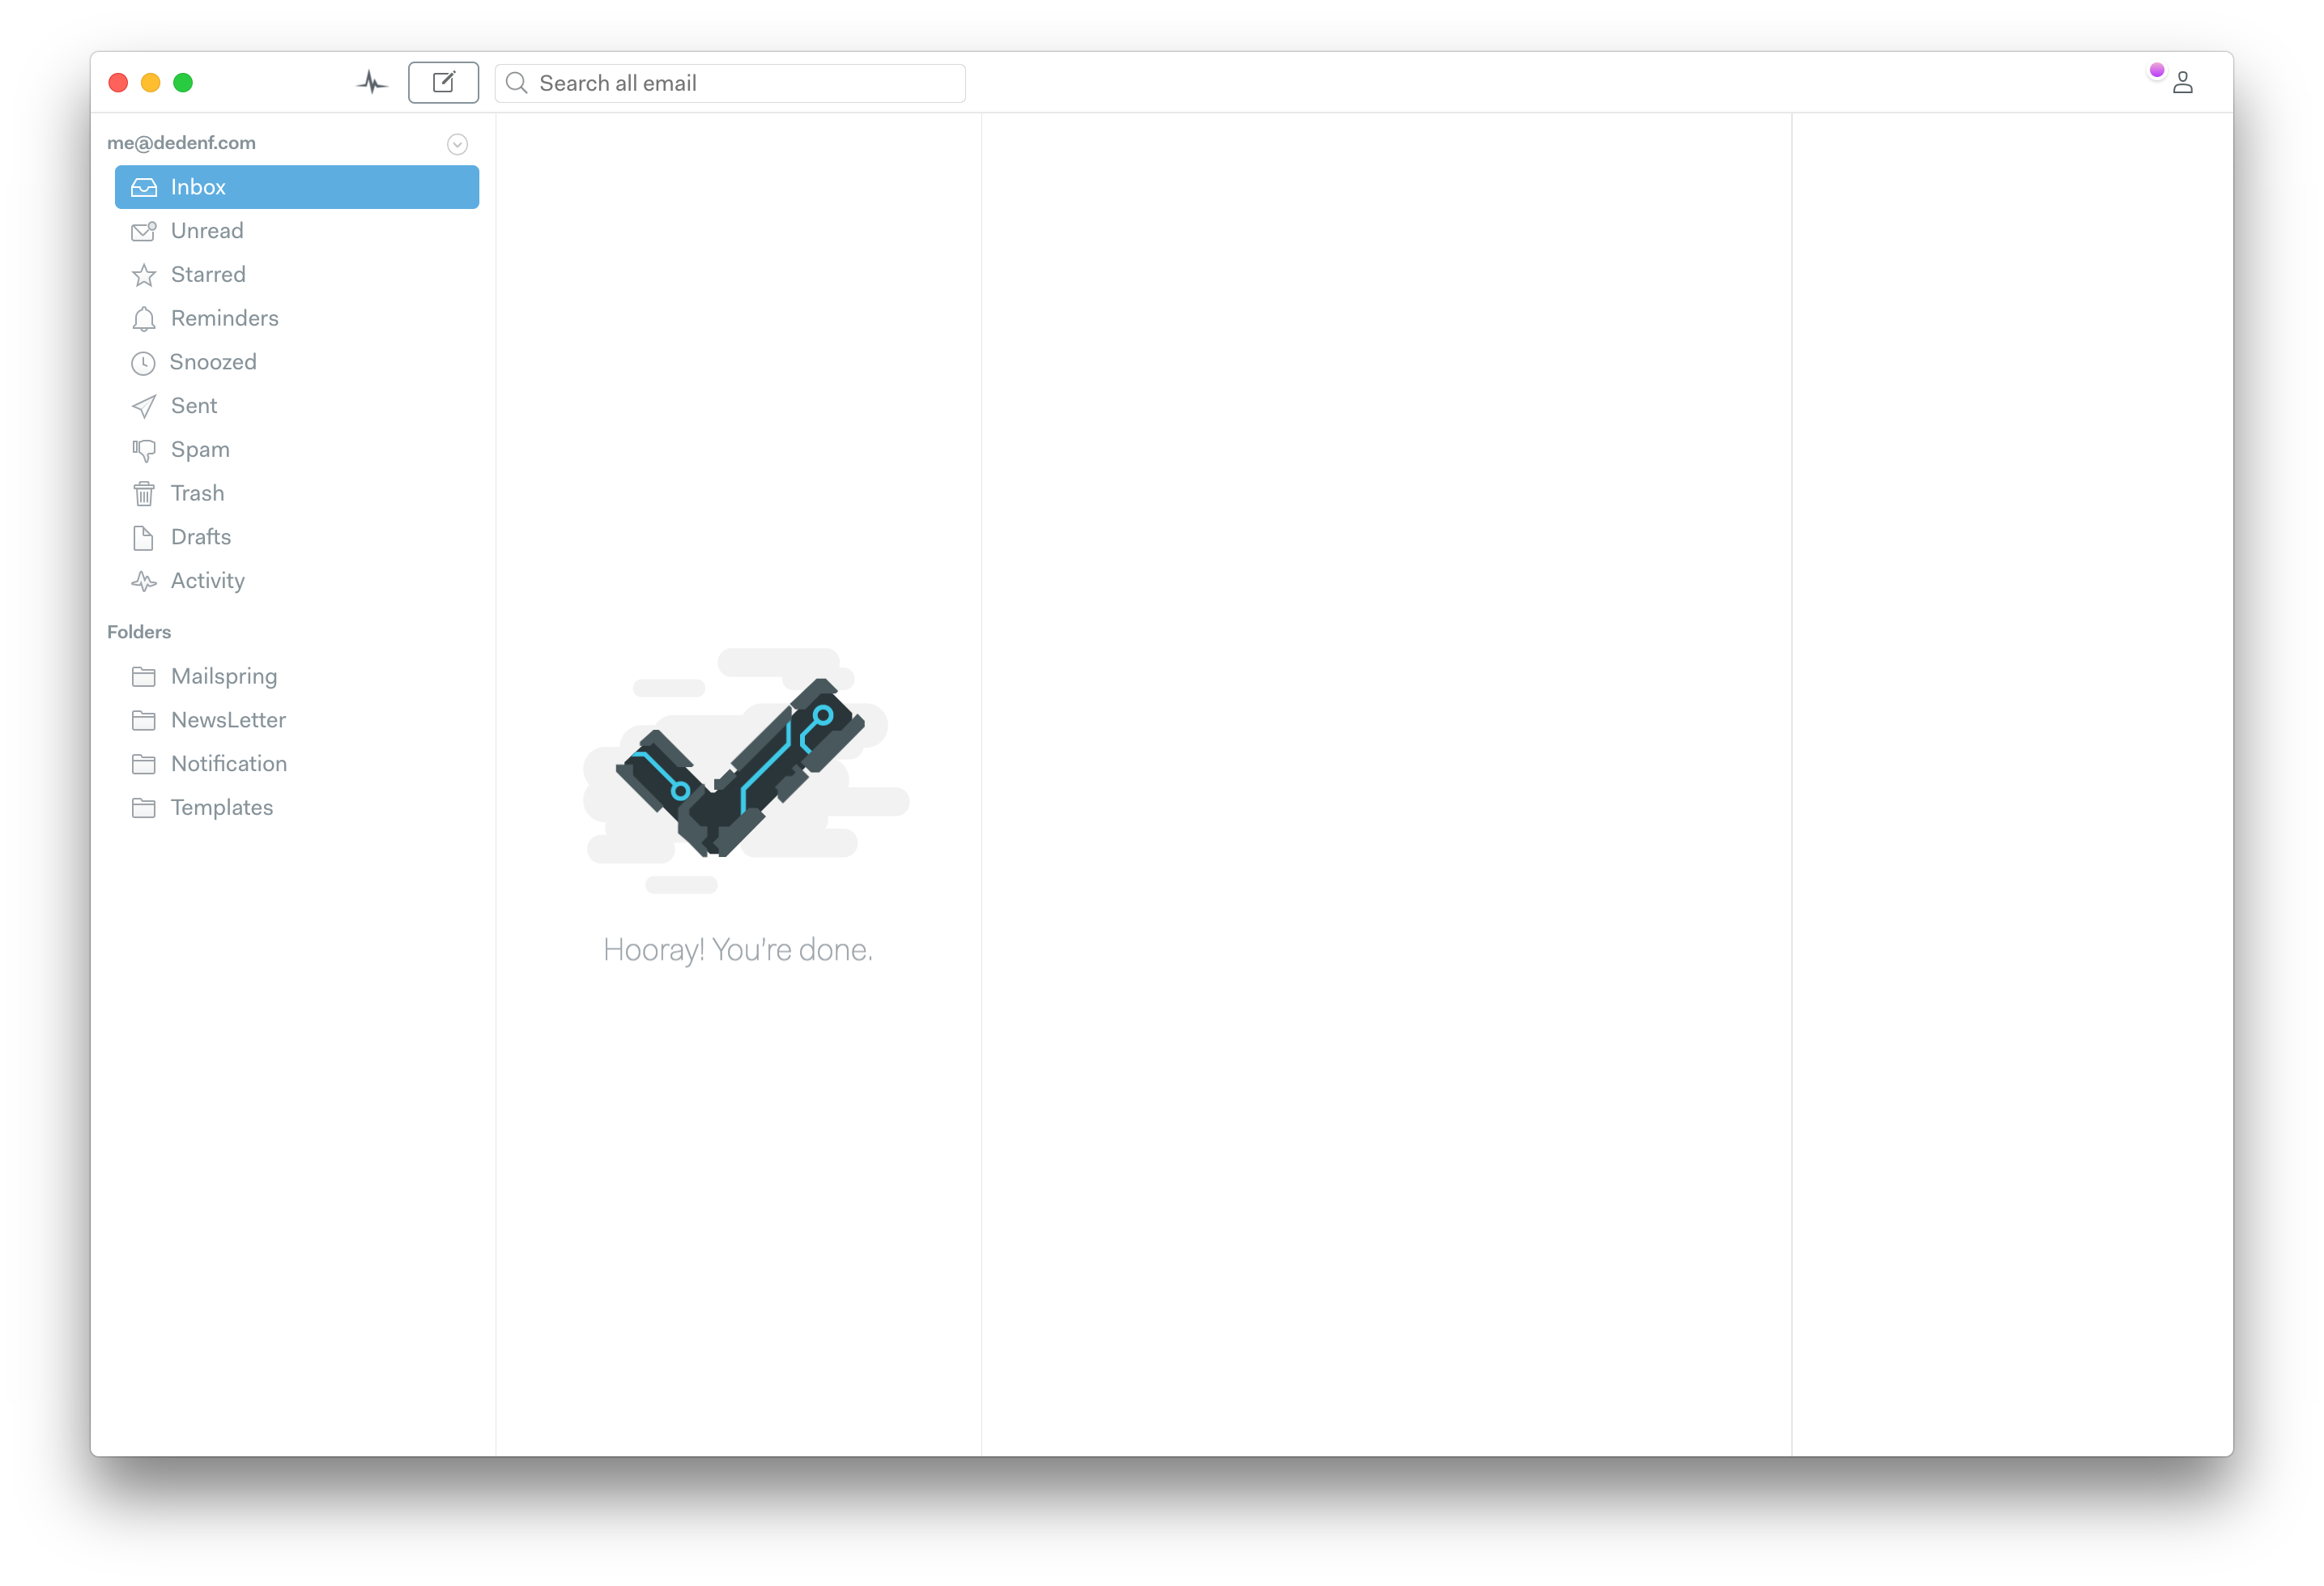 Search all email
me@dedenf.com
Inbox
Unread
Starred
Reminders
Snoozed
Sent
Spam
Trash
Drafts
Activity
Folders
Mailspring
NewsLetter
Notification
Templates
Hooray! You're done.